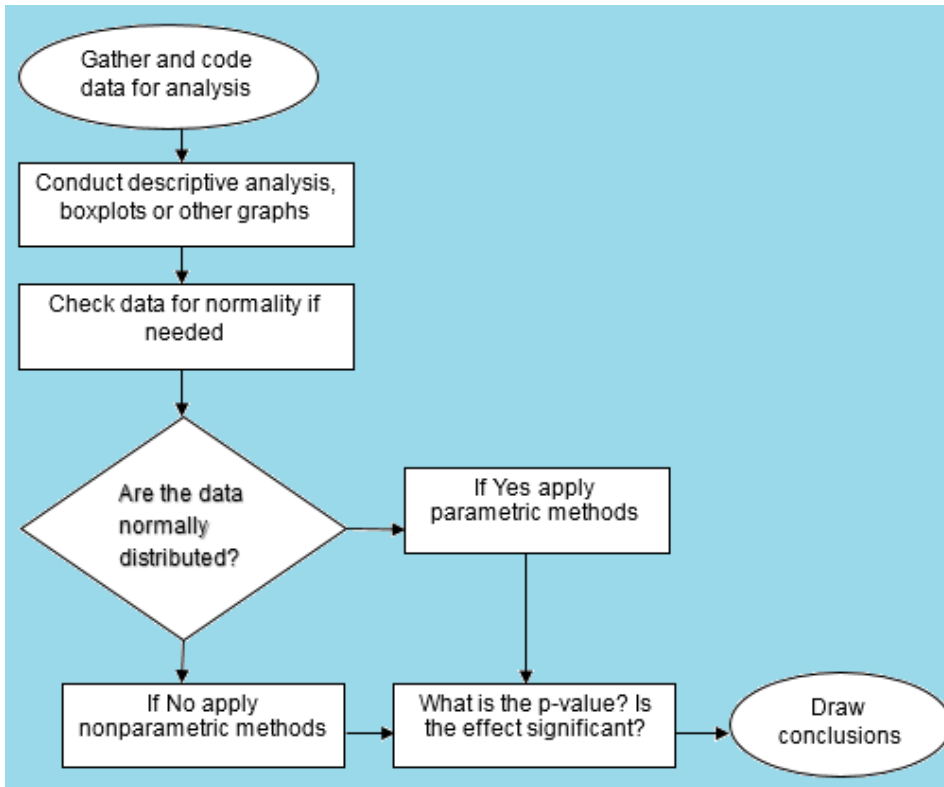 Gather and code
data for analysis
Conduct descriptive analysis,
boxplots or other graphs
Check data for normality if
needed
Are the data
normally
distributed?
If Yes apply
parametric methods
If No apply
nonparametric methods
What is the p-value? Is
the effect significant?
Draw
conclusions